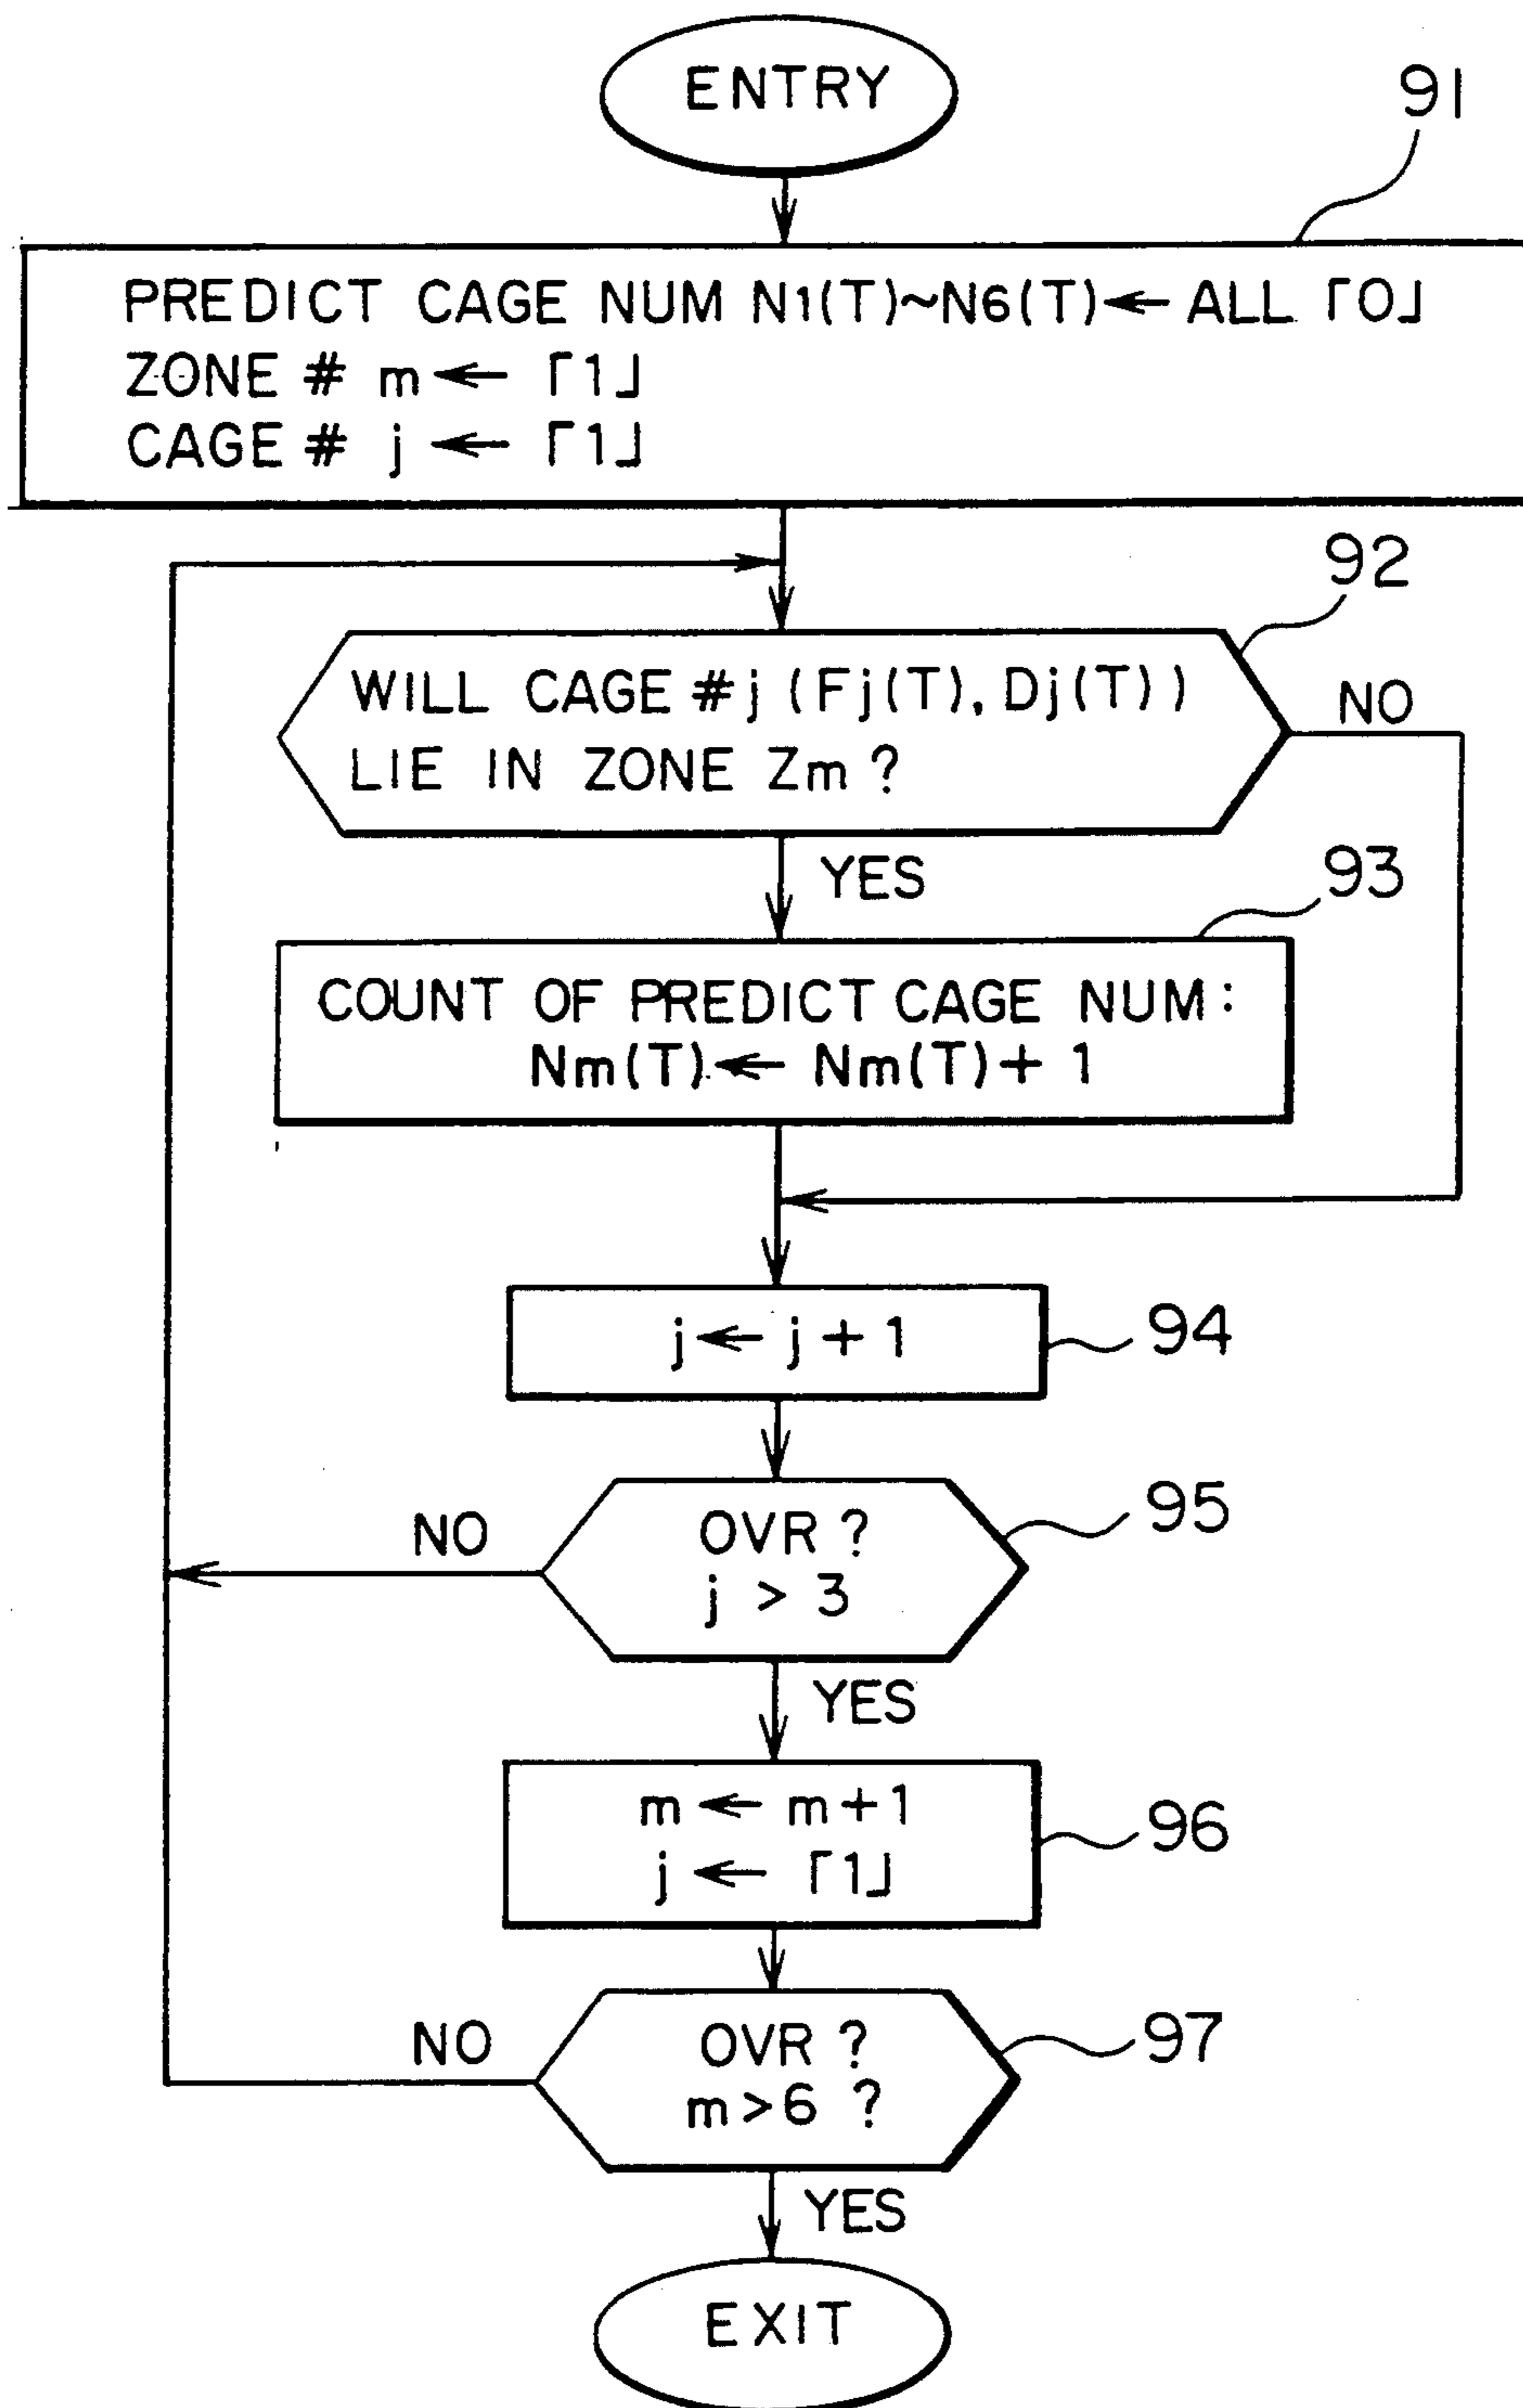 ENTRY
91
PREDICT CAGE NUM N1(T)~N6(T)← ALL 「0」
ZONE # m ← 「1」
CAGE # j ← 「1」
92
WILL CAGE #j (Fj(T), Dj(T))
LIE IN ZONE Zm ?
NO
YES
93
COUNT OF PREDICT CAGE NUM:
Nm(T) ← Nm(T) + 1
j ← j + 1
94
OVR ?
j > 3
95
NO
YES
m ← m+1
j ← 「1」
96
NO
OVR ?
m>6 ?
97
YES
EXIT